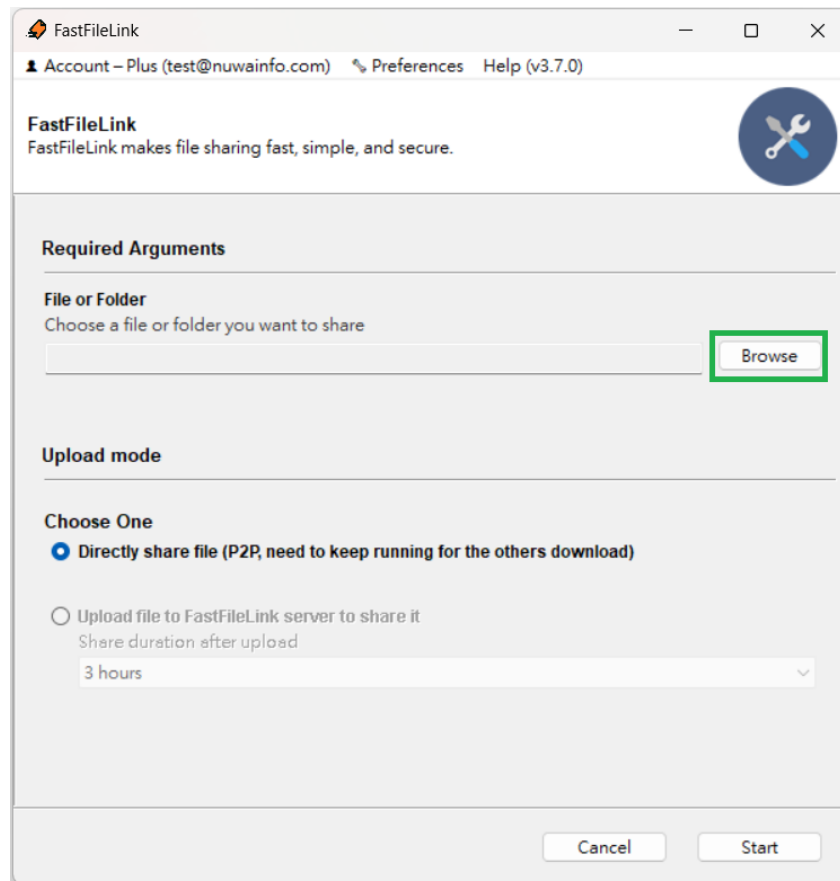 FastFileLink
Account – Plus (test@nuwainfo.com) Preferences Help (v3.7.0)
FastFileLink
FastFileLink makes file sharing fast, simple, and secure.
Required Arguments
File or Folder
Choose a file or folder you want to share
Browse
Upload mode
Choose One
Directly share file (P2P, need to keep running for the others download)
Upload file to FastFileLink server to share it
Share duration after upload
3 hours
Cancel Start